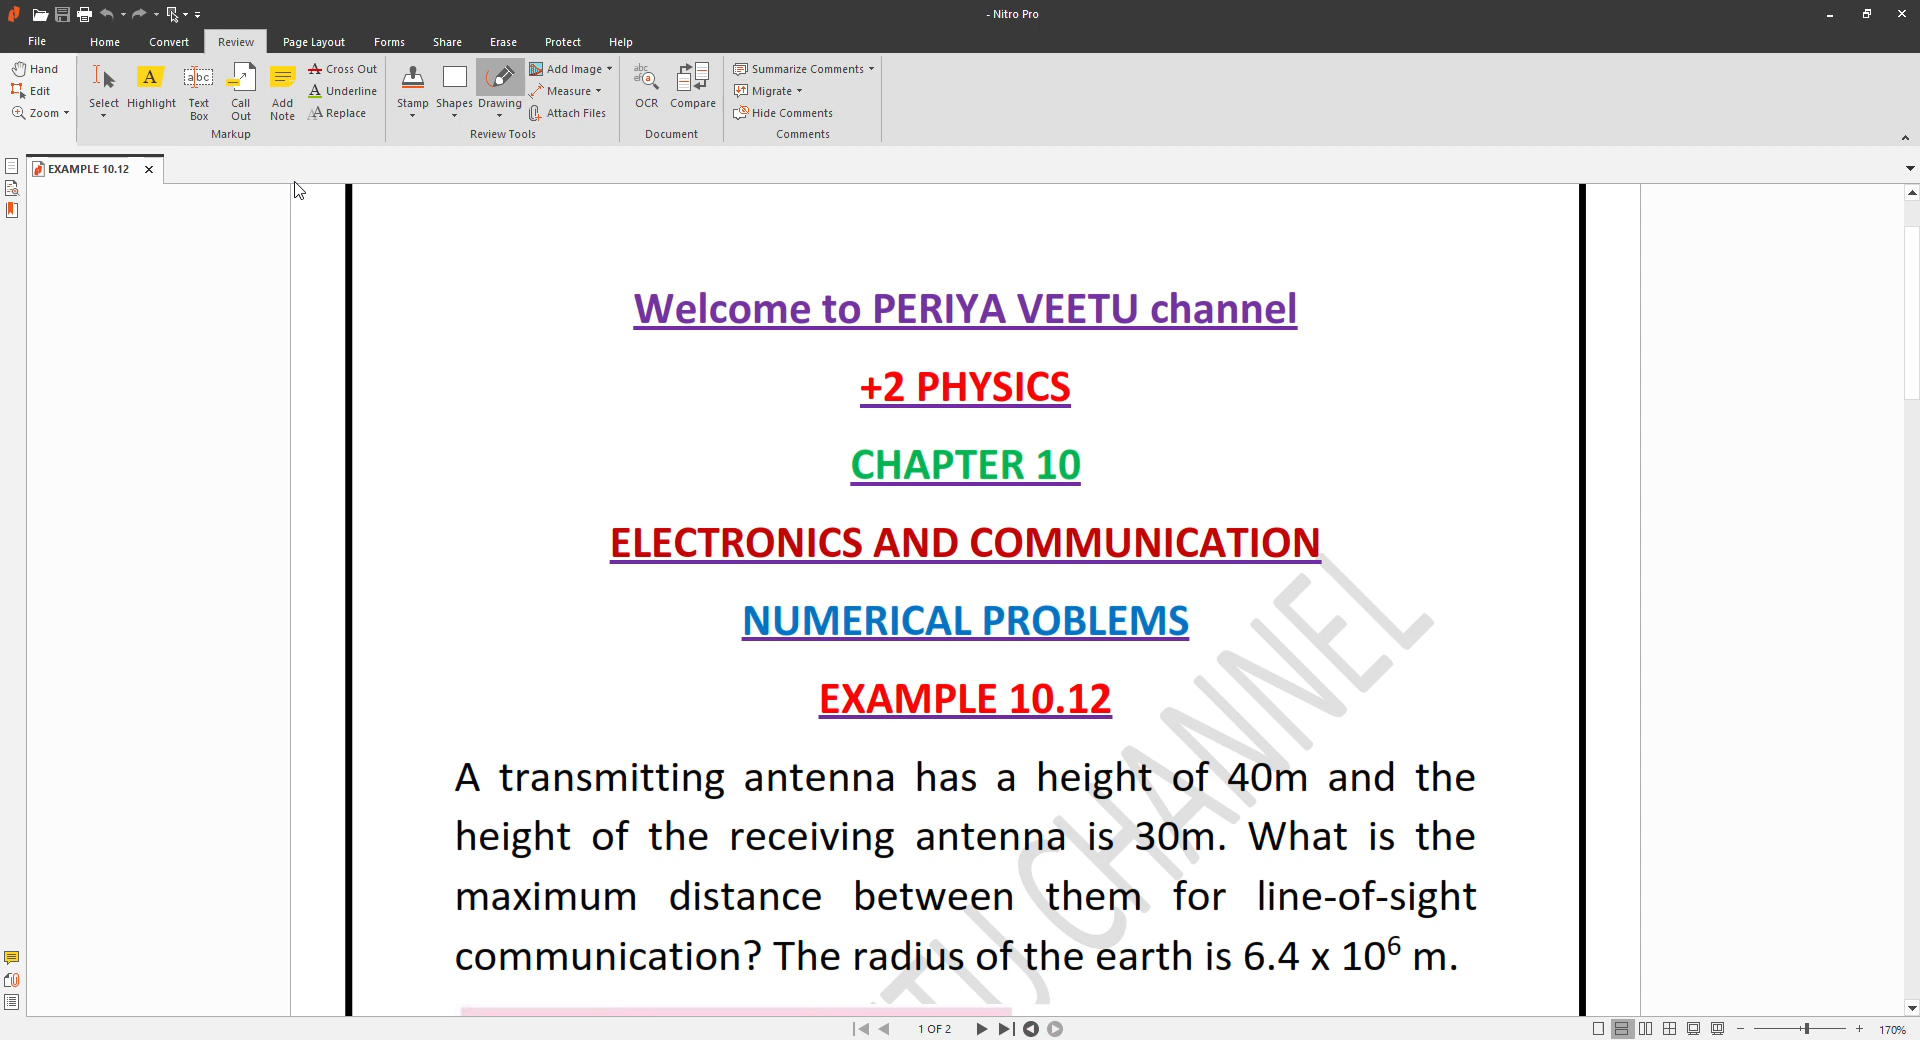 - Nitro Pro
File Home Convert Review Page Layout Forms Share Erase Protect Help
Hand
Edit
Zoom
Select
Highlight
Text Box
Call Out
Add Note
Cross Out
Underline
Replace
Markup
Stamp
Shapes
Drawing
Add Image
Measure
Attach Files
Review Tools
OCR
Compare
Document
Summarize Comments
Migrate
Hide Comments
Comments
EXAMPLE 10.12
Welcome to PERIYA VEETU channel
+2 PHYSICS
CHAPTER 10
ELECTRONICS AND COMMUNICATION
NUMERICAL PROBLEMS
EXAMPLE 10.12
A transmitting antenna has a height of 40m and the
height of the receiving antenna is 30m. What is the
maximum distance between them for line-of-sight
communication? The radius of the earth is 6.4 x 10⁶ m.
CHANNEL
1 OF 2
170%